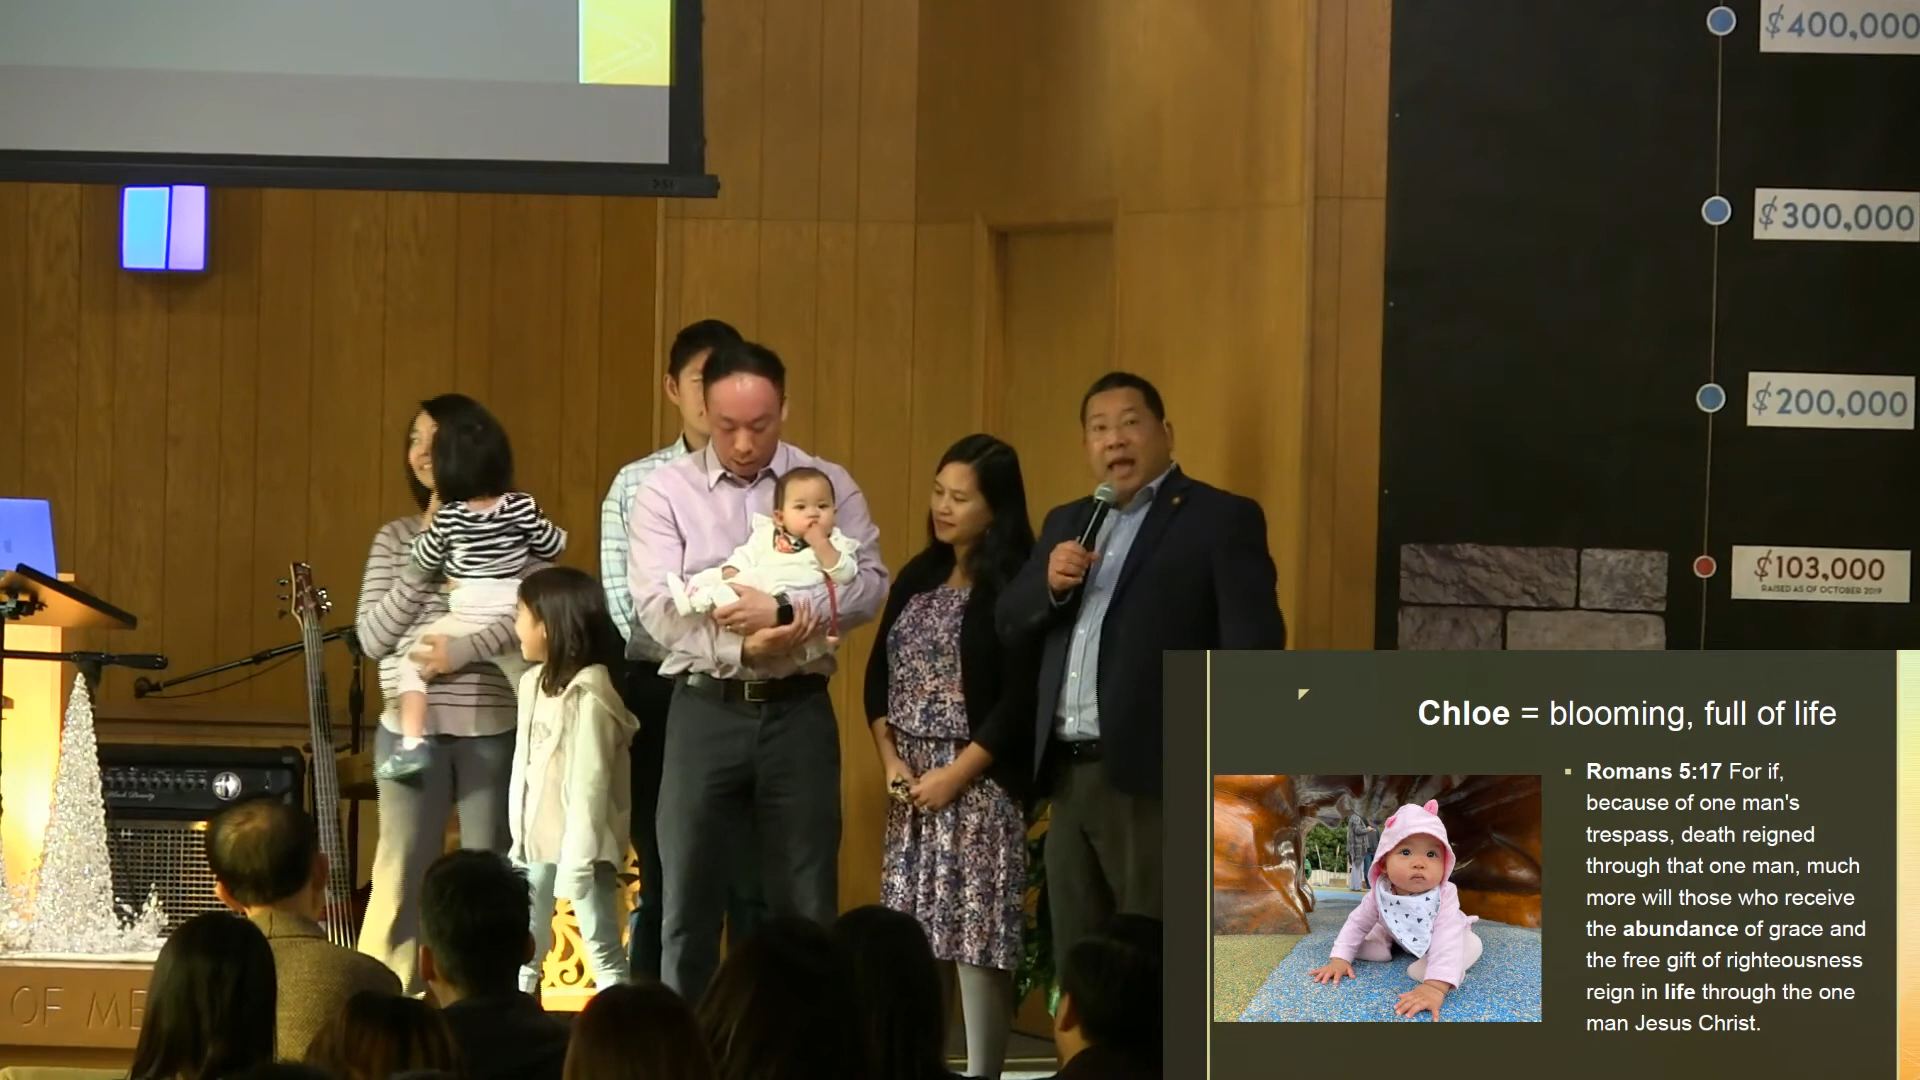 $400,000
$300,000
$200,000
$103,000
RAISED AS OF OCTOBER 2019
Chloe = blooming, full of life
Romans 5:17 For if,
because of one man's
trespass, death reigned
through that one man, much
more will those who receive
the abundance of grace and
the free gift of righteousness
reign in life through the one
man Jesus Christ.
OF ME